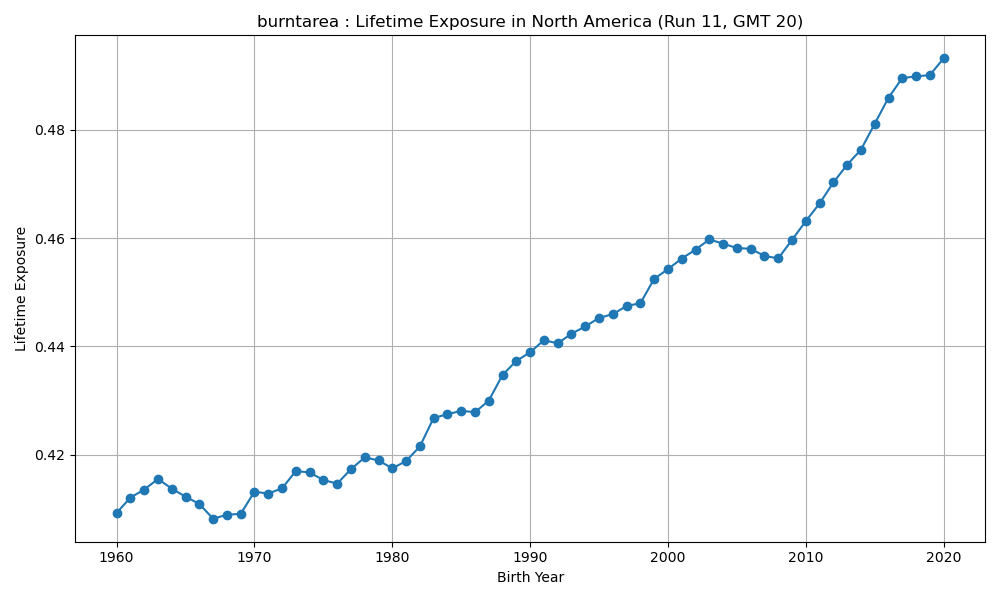 burntarea : Lifetime Exposure in North America (Run 11, GMT 20)
Lifetime Exposure
0.48
0.46
0.44
0.42
1960 1970 1980 1990 2000 2010 2020
Birth Year